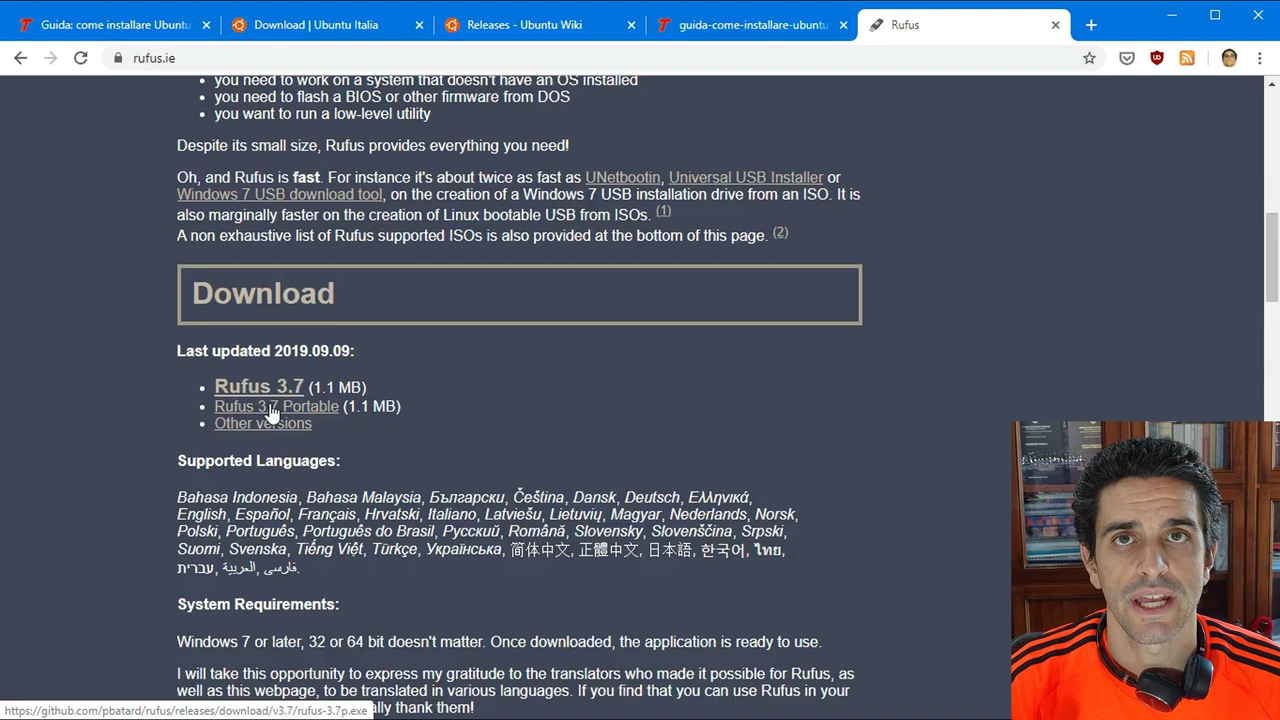 Guida: come installare Ubuntu
Download | Ubuntu Italia
Releases - Ubuntu Wiki
guida-come-installare-ubuntu
Rufus
rufus.ie
you need to work on a system that doesn't have an OS installed
you need to flash a BIOS or other firmware from DOS
you want to run a low-level utility
Despite its small size, Rufus provides everything you need!
Oh, and Rufus is fast. For instance it's about twice as fast as UNetbootin, Universal USB Installer or
Windows 7 USB download tool, on the creation of a Windows 7 USB installation drive from an ISO. It is
also marginally faster on the creation of Linux bootable USB from ISOs. (1)
A non exhaustive list of Rufus supported ISOs is also provided at the bottom of this page. (2)
Download
Last updated 2019.09.09:
Rufus 3.7 (1.1 MB)
Rufus 3.7 Portable (1.1 MB)
Other versions
Supported Languages:
Bahasa Indonesia, Bahasa Malaysia, Български, Čeština, Dansk, Deutsch, Ελληνικά,
English, Español, Français, Hrvatski, Italiano, Latviešu, Lietuvių, Magyar, Nederlands, Norsk,
Polski, Português, Português do Brasil, Русский, Română, Slovensky, Slovenščina, Srpski,
Suomi, Svenska, Tiếng Việt, Türkçe, Українська, 简体中文, 正體中文, 日本語, 한국어, ไทย,
עברית, العربية, فارسی.
System Requirements:
Windows 7 or later, 32 or 64 bit doesn't matter. Once downloaded, the application is ready to use.
I will take this opportunity to express my gratitude to the translators who made it possible for Rufus, as
well as this webpage, to be translated in various languages. If you find that you can use Rufus in your
ally thank them!
https://github.com/pbatard/rufus/releases/download/v3.7/rufus-3.7p.exe